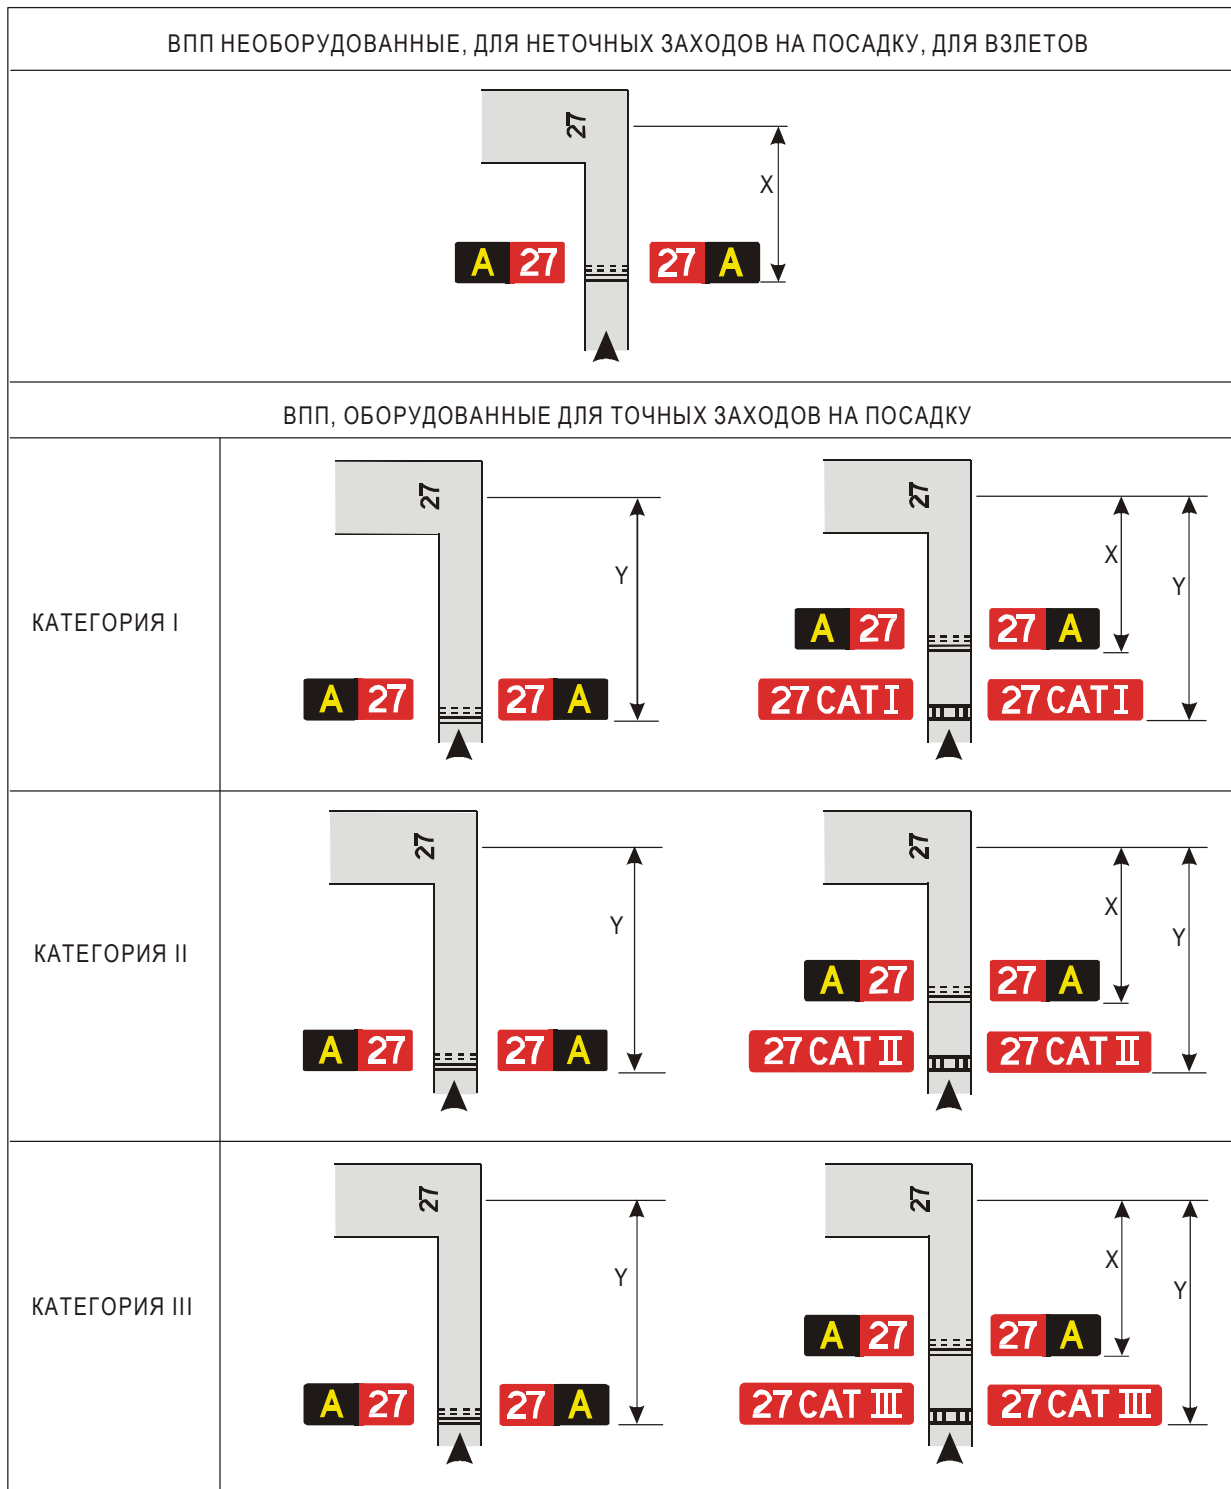 ВПП НЕОБОРУДОВАННЫЕ, ДЛЯ НЕТОЧНЫХ ЗАХОДОВ НА ПОСАДКУ, ДЛЯ ВЗЛЕТОВ
27
X
A 27 27 A
ВПП, ОБОРУДОВАННЫЕ ДЛЯ ТОЧНЫХ ЗАХОДОВ НА ПОСАДКУ
КАТЕГОРИЯ I
27
Y
A 27 27 A
27
X
Y
A 27 27 A
27 CAT I 27 CAT I
КАТЕГОРИЯ II
27
Y
A 27 27 A
27
X
Y
A 27 27 A
27 CAT II 27 CAT II
КАТЕГОРИЯ III
27
Y
A 27 27 A
27
X
Y
A 27 27 A
27 CAT III 27 CAT III